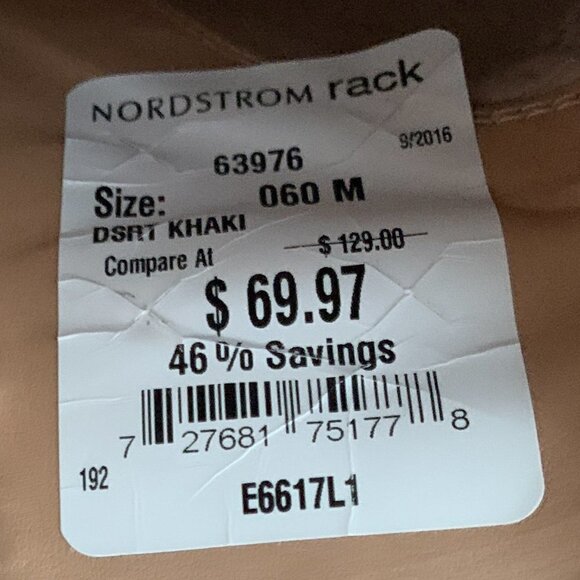 NORDSTROM rack
9/2016
63976
Size: 060 M
DSRT KHAKI
Compare At $ 129.00
$ 69.97
46 % Savings
7 27681 75177 8
192
E6617L1